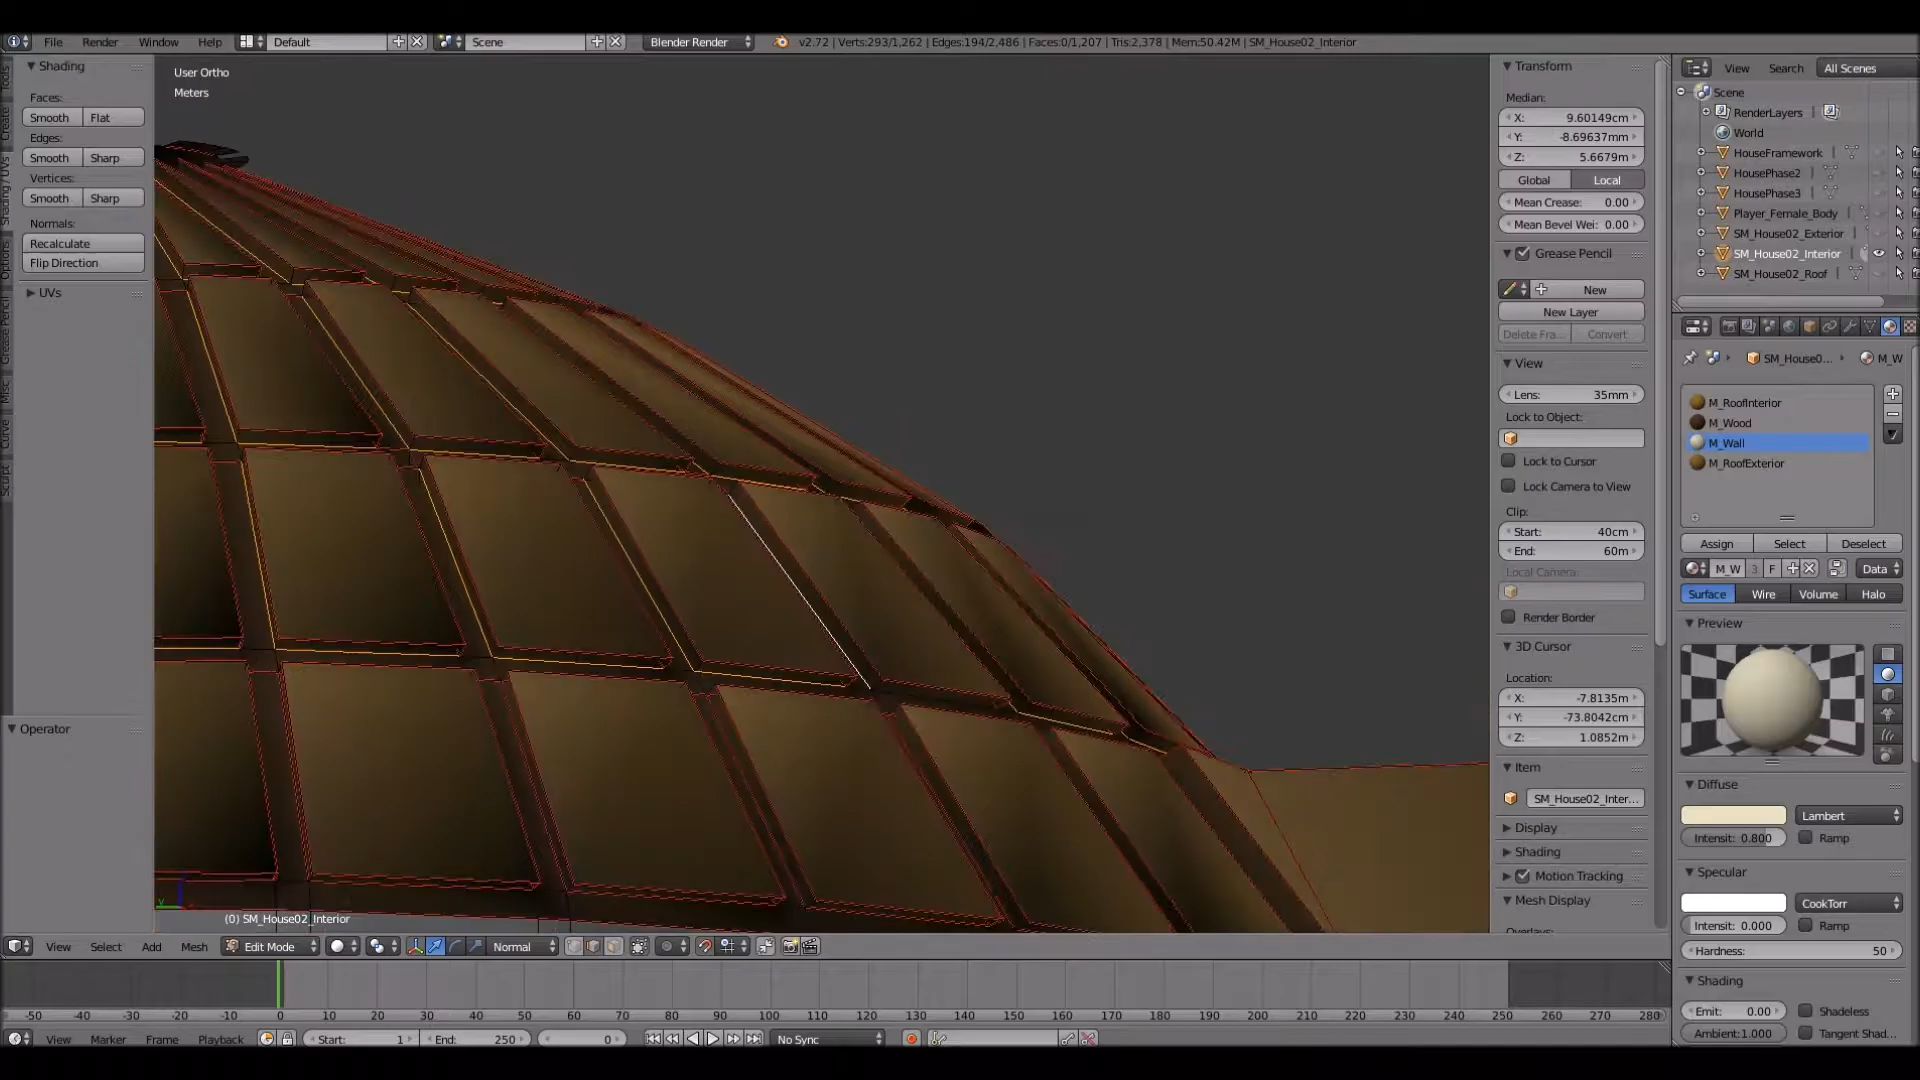 File Render Window Help Default Scene Blender Render v2.72 | Verts:293/1,262 | Edges:194/2,486 | Faces:0/1,207 | Tris:2,378 | Mem:50.42M | SM_House02_Interior
Shading
Faces:
Smooth Flat
Edges:
Smooth Sharp
Vertices:
Smooth Sharp
Normals:
Recalculate
Flip Direction
UVs
Operator
Tools
Create
Shading / UVs
Options
Grease Pencil
Misc
Curve
Sculpt
User Ortho
Meters
(0) SM_House02_Interior
Transform
Median:
X: 9.60149cm
Y: -8.69637mm
Z: 5.6679m
Global Local
Mean Crease: 0.00
Mean Bevel Wei: 0.00
Grease Pencil
New
New Layer
Delete Fra... Convert
View
Lens: 35mm
Lock to Object:
Lock to Cursor
Lock Camera to View
Clip:
Start: 40cm
End: 60m
Local Camera:
Render Border
3D Cursor
Location:
X: -7.8135m
Y: -73.8042cm
Z: 1.0852m
Item
SM_House02_Inter...
Display
Shading
Motion Tracking
Mesh Display
Overlays:
View Search All Scenes
Scene
RenderLayers
World
HouseFramework
HousePhase2
HousePhase3
Player_Female_Body
SM_House02_Exterior
SM_House02_Interior
SM_House02_Roof
SM_House0... M_W
M_RoofInterior
M_Wood
M_Wall
M_RoofExterior
Assign Select Deselect
M_W 3 F Data
Surface Wire Volume Halo
Preview
Diffuse
Lambert
Intensit: 0.800 Ramp
Specular
CookTorr
Intensit: 0.000 Ramp
Hardness: 50
Shading
Emit: 0.00 Shadeless
Ambient:1.000 Tangent Shad...
View Select Add Mesh Edit Mode Normal
-50 -40 -30 -20 -10 0 10 20 30 40 50 60 70 80 90 100 110 120 130 140 150 160 170 180 190 200 210 220 230 240 250 260 270 280
View Marker Frame Playback Start: 1 End: 250 0 No Sync